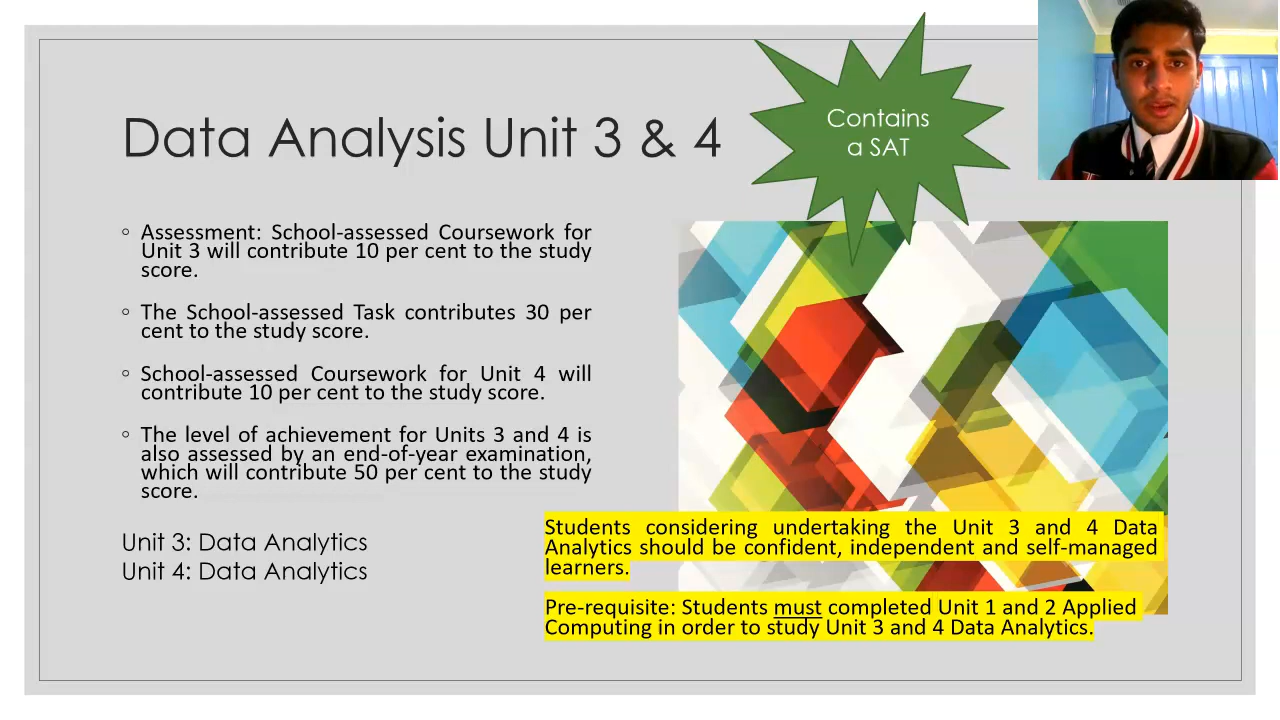 Data Analysis Unit 3 & 4
Contains
a SAT
◦ Assessment: School-assessed Coursework for
Unit 3 will contribute 10 per cent to the study
score.
◦ The School-assessed Task contributes 30 per
cent to the study score.
◦ School-assessed Coursework for Unit 4 will
contribute 10 per cent to the study score.
◦ The level of achievement for Units 3 and 4 is
also assessed by an end-of-year examination,
which will contribute 50 per cent to the study
score.
Unit 3: Data Analytics
Unit 4: Data Analytics
Students considering undertaking the Unit 3 and 4 Data
Analytics should be confident, independent and self-managed
learners.
Pre-requisite: Students must completed Unit 1 and 2 Applied
Computing in order to study Unit 3 and 4 Data Analytics.